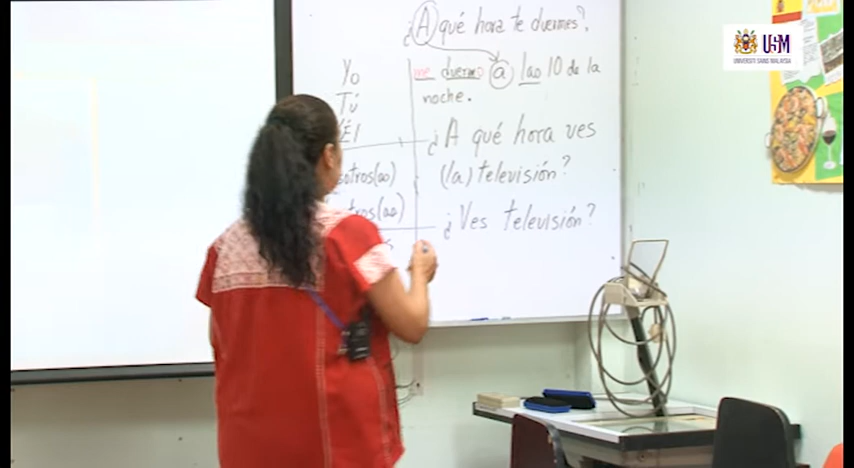 ¿A qué hora te duermes?
Yo
me duermo a las 10 de la
Tú
noche.
Él
¿A qué hora ves
(la) televisión?
¿Ves televisión?
USM
UNIVERSITI SAINS MALAYSIA